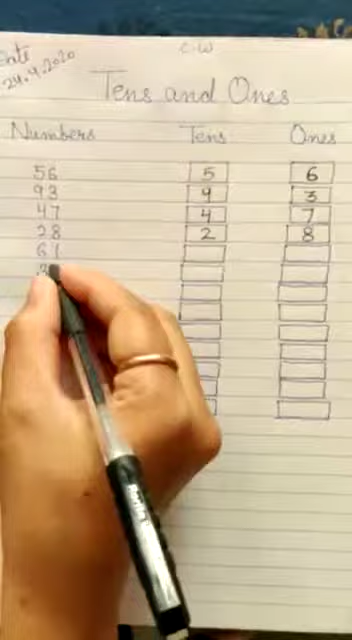 Date
24.4.2020
C.W
Tens and Ones
Numbers Tens Ones
56 5 6
93 9 3
47 4 7
28 2 8
61